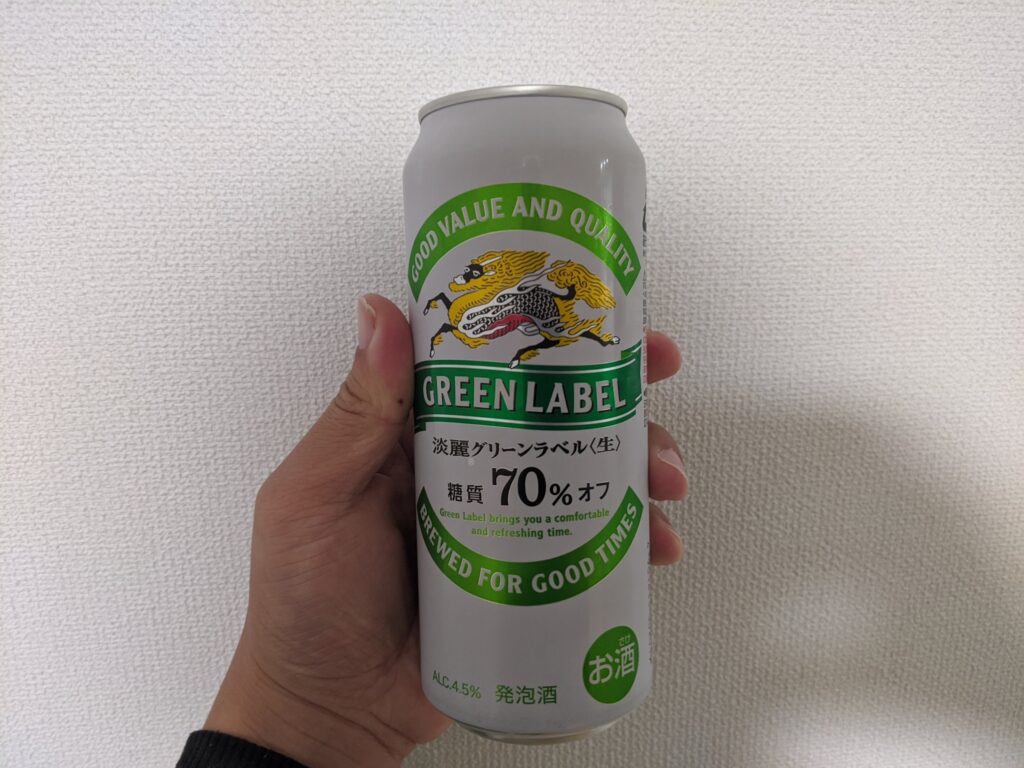 GOOD VALUE AND QUALITY
GREEN LABEL
淡麗グリーンラベル〈生〉
糖質70%オフ
Green Label brings you a comfortable
and refreshing time.
BREWED FOR GOOD TIMES
さけ
お酒
ALC.4.5% 発泡酒